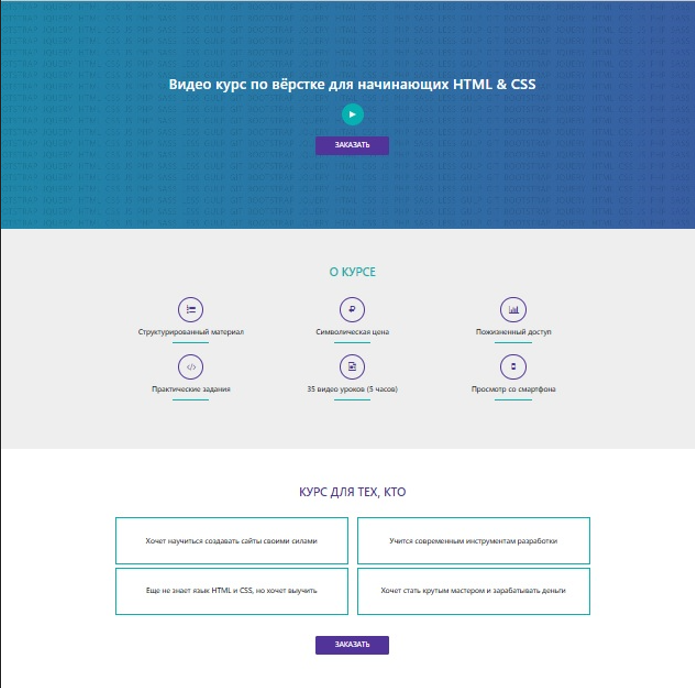 Видео курс по вёрстке для начинающих HTML & CSS
ЗАКАЗАТЬ
О КУРСЕ
Структурированный материал
Символическая цена
Пожизненный доступ
Практические задания
35 видео уроков (5 часов)
Просмотр со смартфона
КУРС ДЛЯ ТЕХ, КТО
Хочет научиться создавать сайты своими силами
Учится современным инструментам разработки
Еще не знает язык HTML и CSS, но хочет выучить
Хочет стать крутым мастером и зарабатывать деньги
ЗАКАЗАТЬ